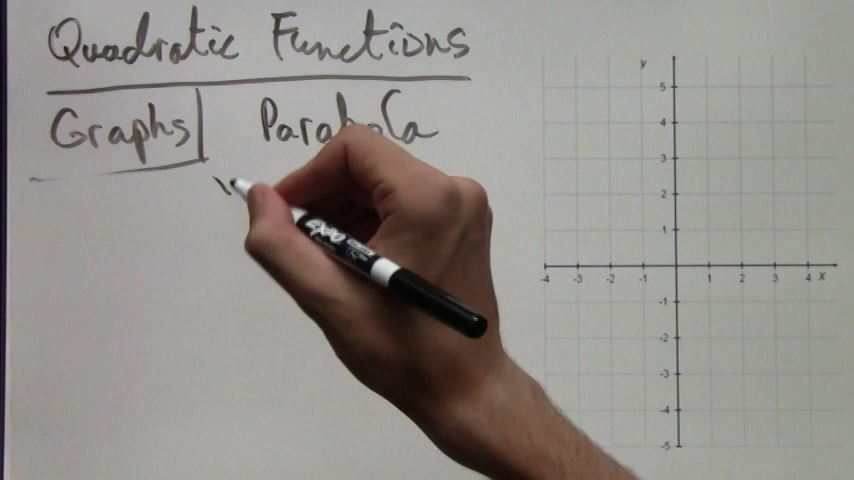 Quadratic Functions
Graphs Parabola
EXPO
y
5
4
3
2
1
-4 -3 -2 -1 1 2 3 4 X
-1
-2
-3
-4
-5